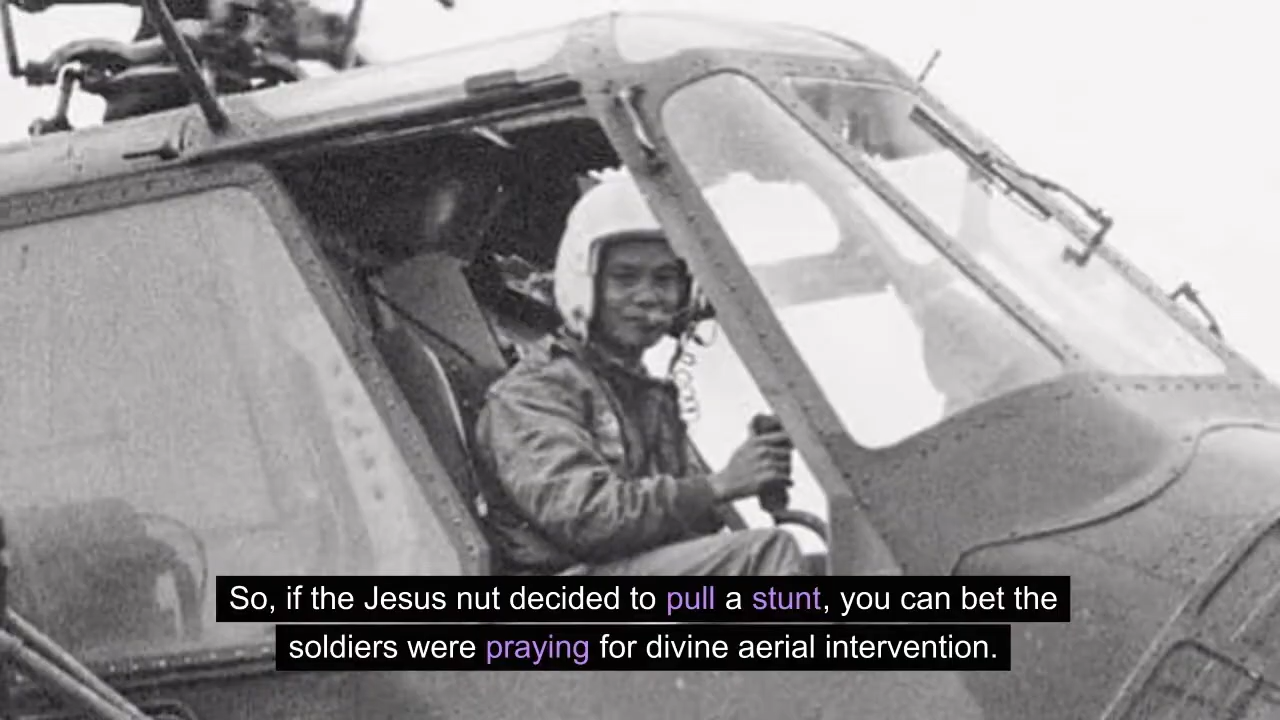 So, if the Jesus nut decided to pull a stunt, you can bet the
soldiers were praying for divine aerial intervention.